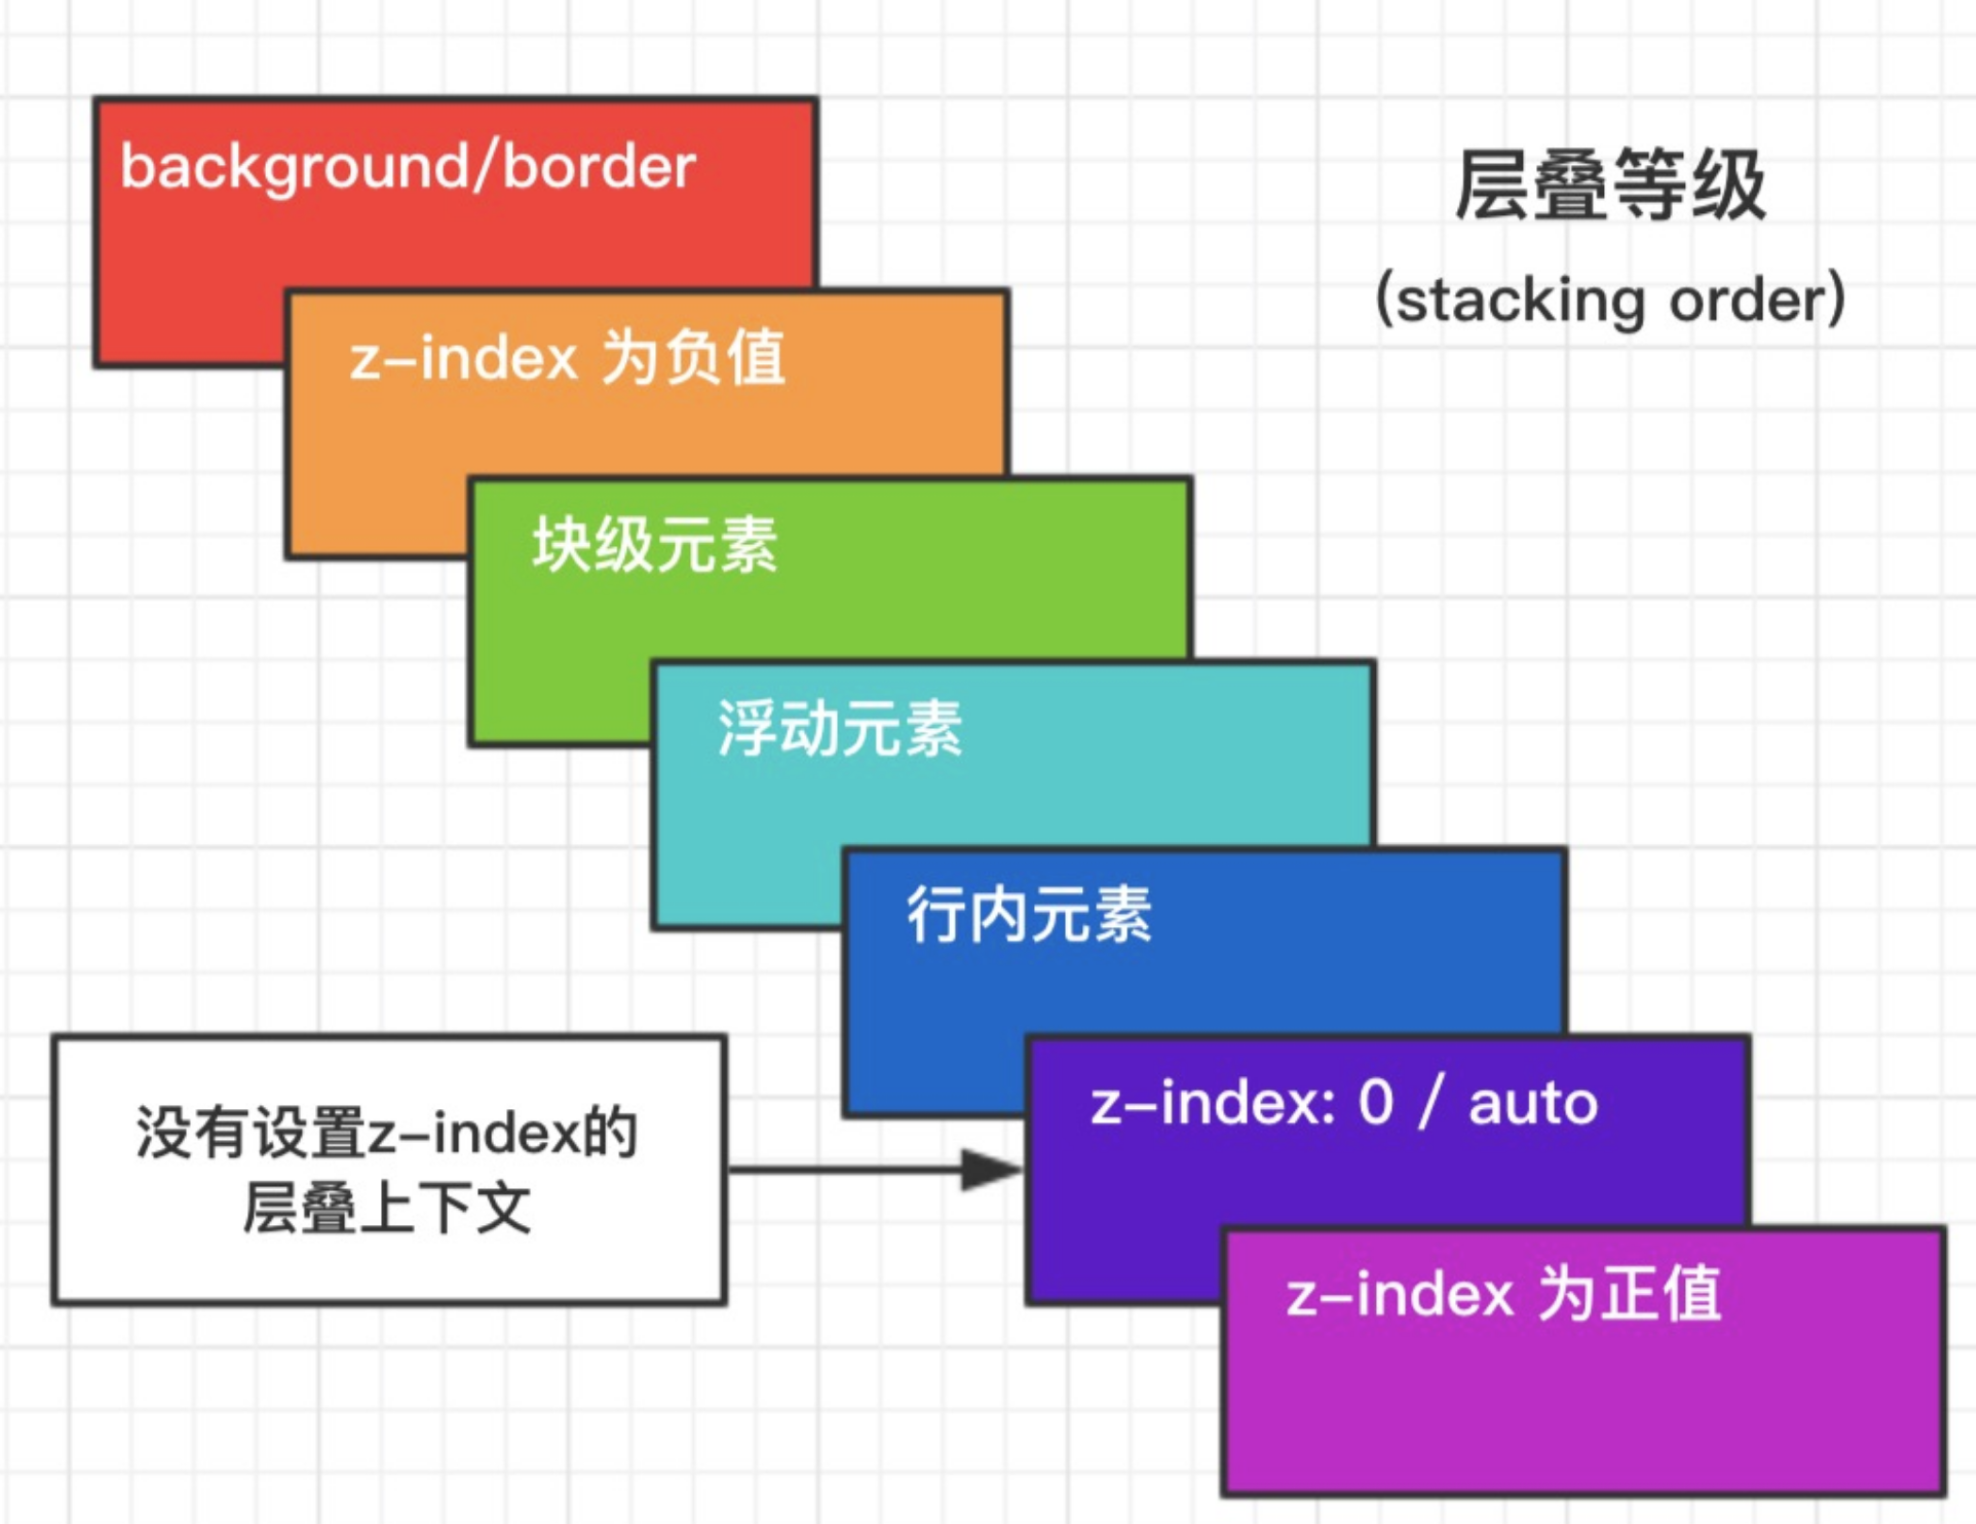 background/border
层叠等级
(stacking order)
z-index 为负值
块级元素
浮动元素
行内元素
没有设置z-index的
层叠上下文
z-index: 0 / auto
z-index 为正值